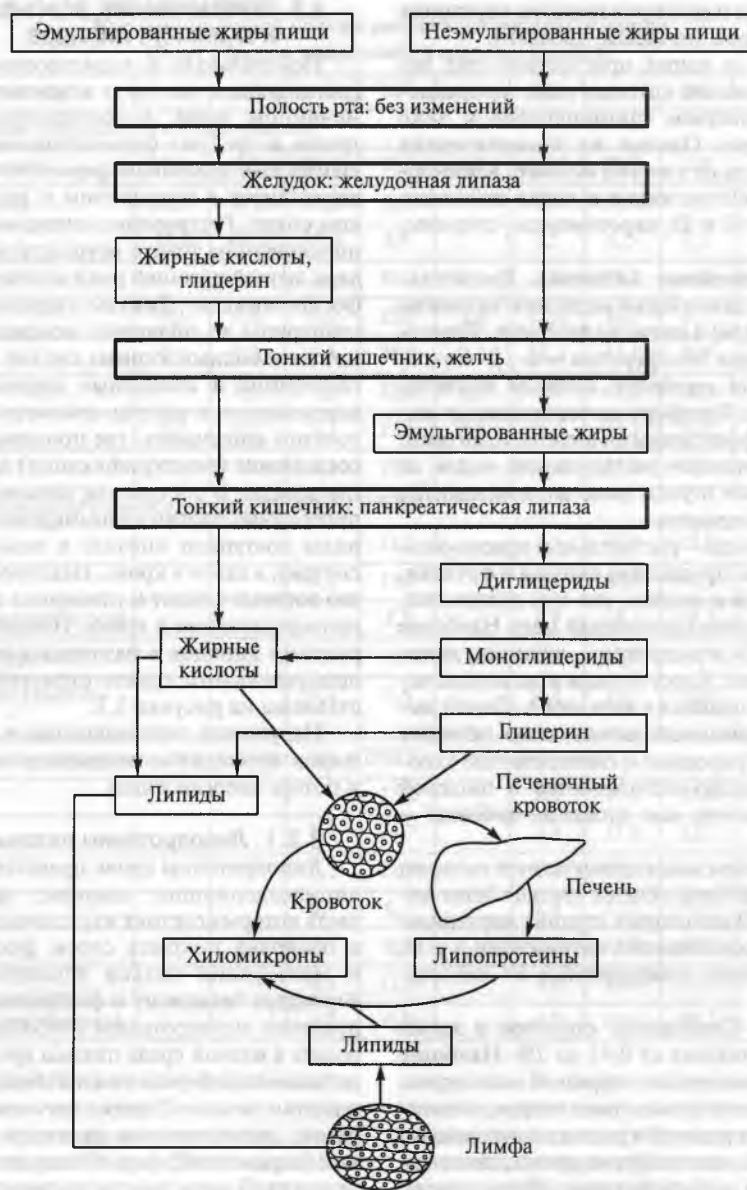 Эмульгированные жиры пищи
Неэмульгированные жиры пищи
Полость рта: без изменений
Желудок: желудочная липаза
Жирные кислоты,
глицерин
Тонкий кишечник, желчь
Эмульгированные жиры
Тонкий кишечник: панкреатическая липаза
Диглицериды
Жирные
кислоты
Моноглицериды
Глицерин
Липиды
Печеночный
кровоток
Кровоток
Печень
Хиломикроны
Липопротеины
Липиды
Лимфа